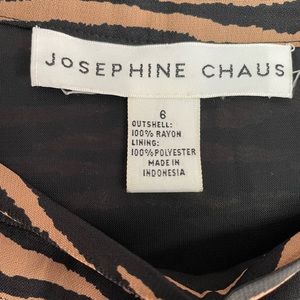 JOSEPHINE CHAUS
6
OUTSHELL:
100% RAYON
LINING:
100% POLYESTER
MADE IN
INDONESIA